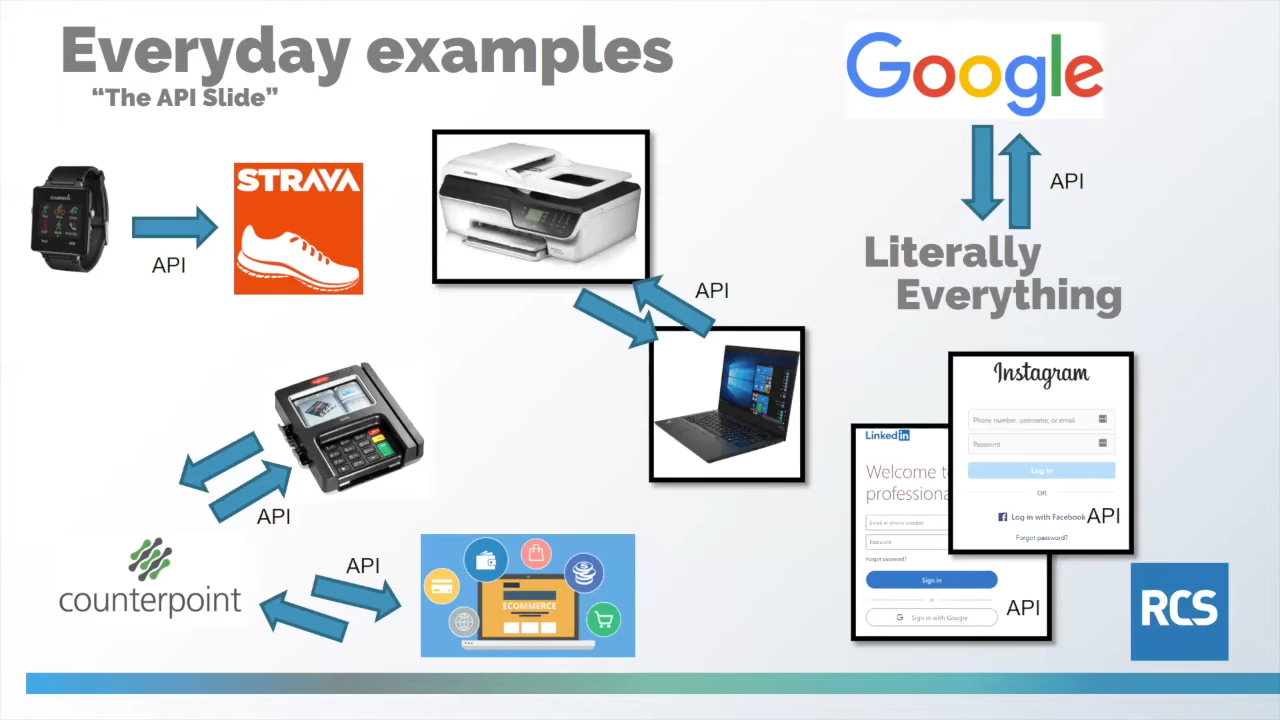 Everyday examples
“The API Slide”
Google
API
Literally
Everything
STRAVA
API
API
API
counterpoint
API
ECOMMERCE
Linked in
Welcome t
professiona
Email or phone number
Password
Forgot password?
Sign in
or
G Sign in with Google
API
Instagram
Phone number, username, or email
Password
Log in
OR
Log in with Facebook
API
Forgot password?
RCS